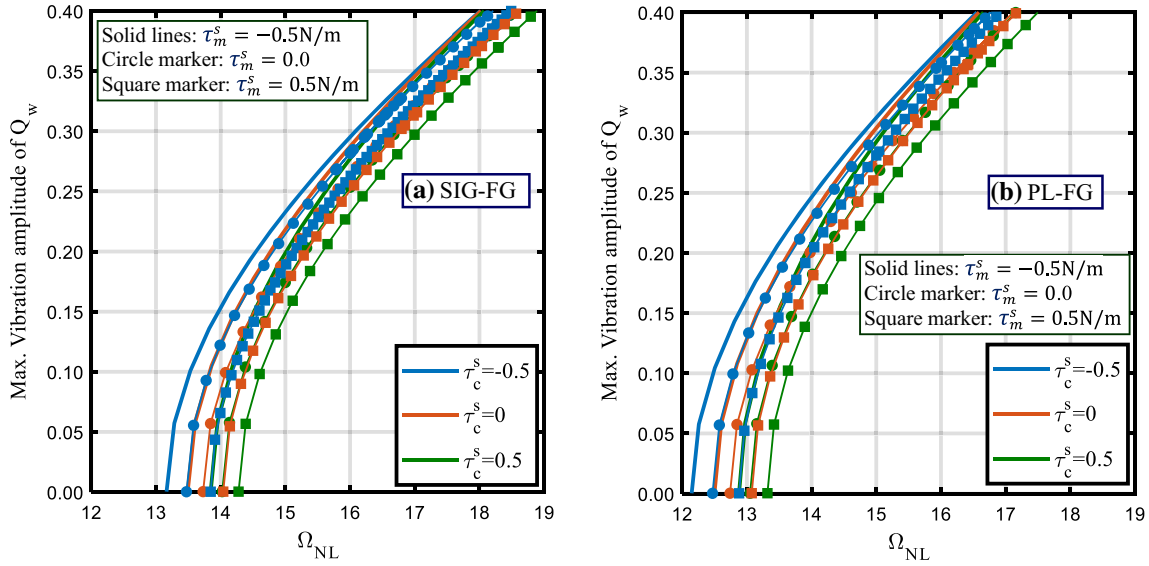 Max. Vibration amplitude of Q_w
0.40
0.35
0.30
0.25
0.20
0.15
0.10
0.05
0.00
Solid lines: τ_m^s = −0.5N/m
Circle marker: τ_m^s = 0.0
Square marker: τ_m^s = 0.5N/m
(a) SIG-FG
τ_c^s=-0.5
τ_c^s=0
τ_c^s=0.5
12 13 14 15 16 17 18 19
Ω_NL
Max. Vibration amplitude of Q_w
0.40
0.35
0.30
0.25
0.20
0.15
0.10
0.05
0.00
(b) PL-FG
Solid lines: τ_m^s = −0.5N/m
Circle marker: τ_m^s = 0.0
Square marker: τ_m^s = 0.5N/m
τ_c^s=-0.5
τ_c^s=0
τ_c^s=0.5
12 13 14 15 16 17 18 19
Ω_NL